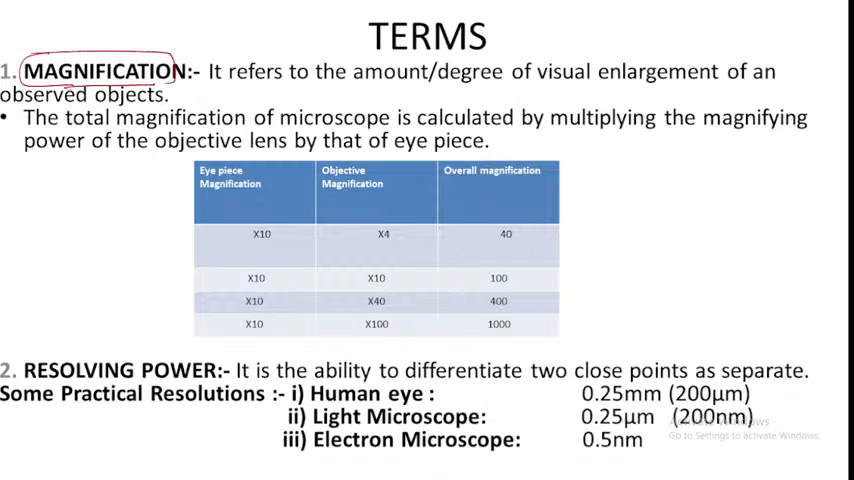 TERMS
1. MAGNIFICATION:- It refers to the amount/degree of visual enlargement of an
observed objects.
• The total magnification of microscope is calculated by multiplying the magnifying
power of the objective lens by that of eye piece.
Eye piece Magnification Objective Magnification Overall magnification
X10 X4 40
X10 X10 100
X10 X40 400
X10 X100 1000
2. RESOLVING POWER:- It is the ability to differentiate two close points as separate.
Some Practical Resolutions :- i) Human eye : 0.25mm (200µm)
ii) Light Microscope: 0.25µm (200nm)
iii) Electron Microscope: 0.5nm
Activate Windows
Go to Settings to activate Windows.